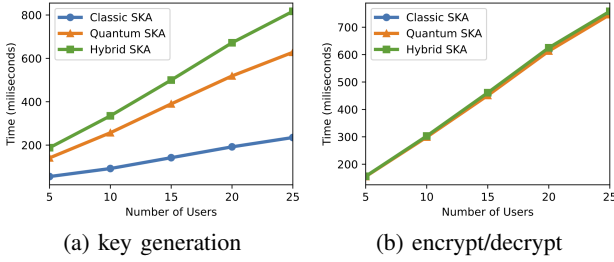 800
600
400
200
Time (miliseconds)
Classic SKA
Quantum SKA
Hybrid SKA
5 10 15 20 25
Number of Users
(a) key generation
700
600
500
400
300
200
Time (miliseconds)
Classic SKA
Quantum SKA
Hybrid SKA
5 10 15 20 25
Number of Users
(b) encrypt/decrypt